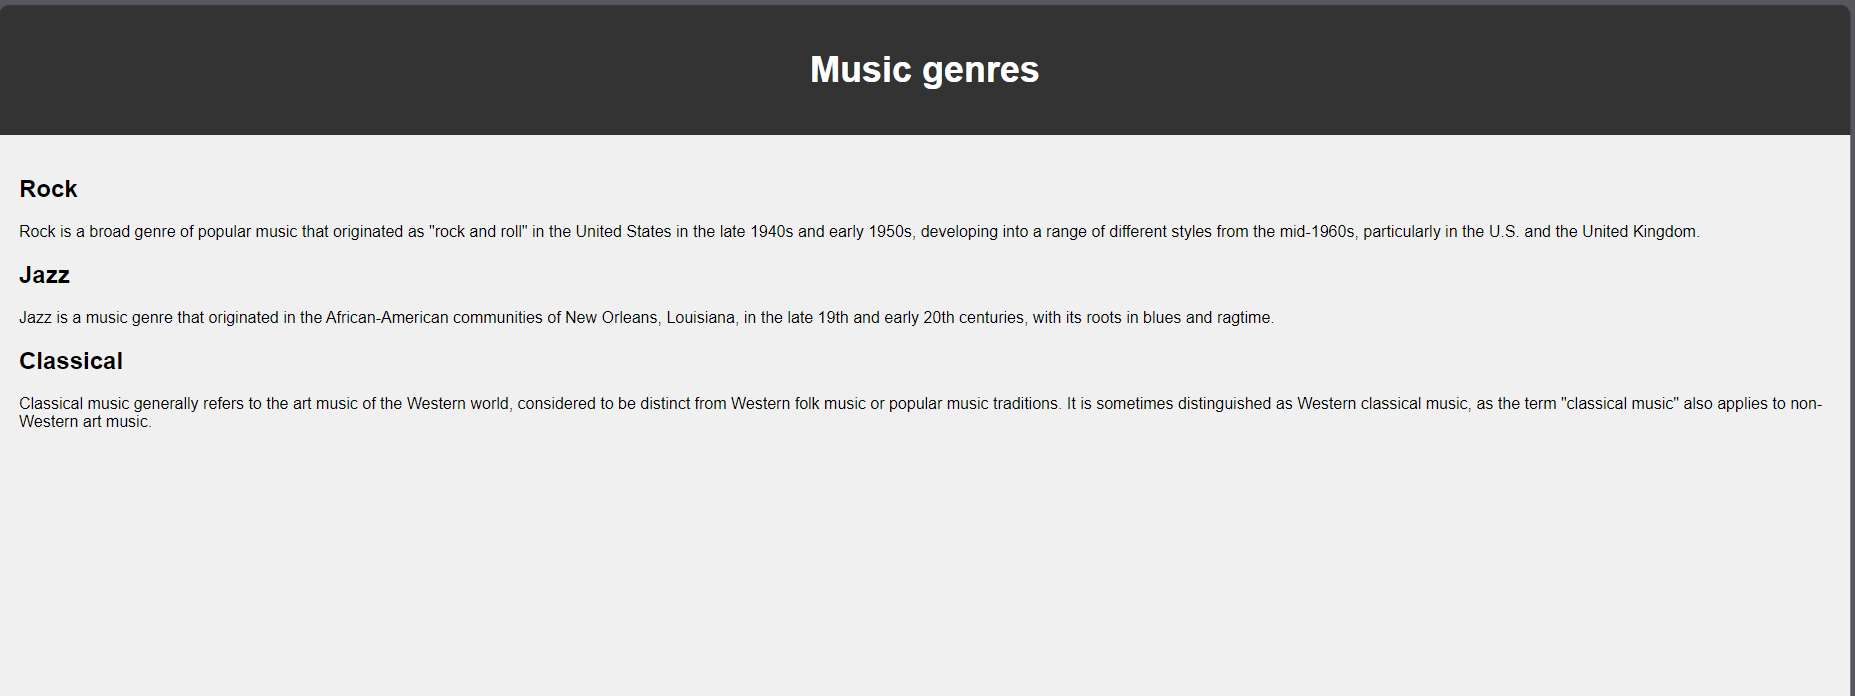 Music genres
Rock
Rock is a broad genre of popular music that originated as "rock and roll" in the United States in the late 1940s and early 1950s, developing into a range of different styles from the mid-1960s, particularly in the U.S. and the United Kingdom.
Jazz
Jazz is a music genre that originated in the African-American communities of New Orleans, Louisiana, in the late 19th and early 20th centuries, with its roots in blues and ragtime.
Classical
Classical music generally refers to the art music of the Western world, considered to be distinct from Western folk music or popular music traditions. It is sometimes distinguished as Western classical music, as the term "classical music" also applies to non-
Western art music.